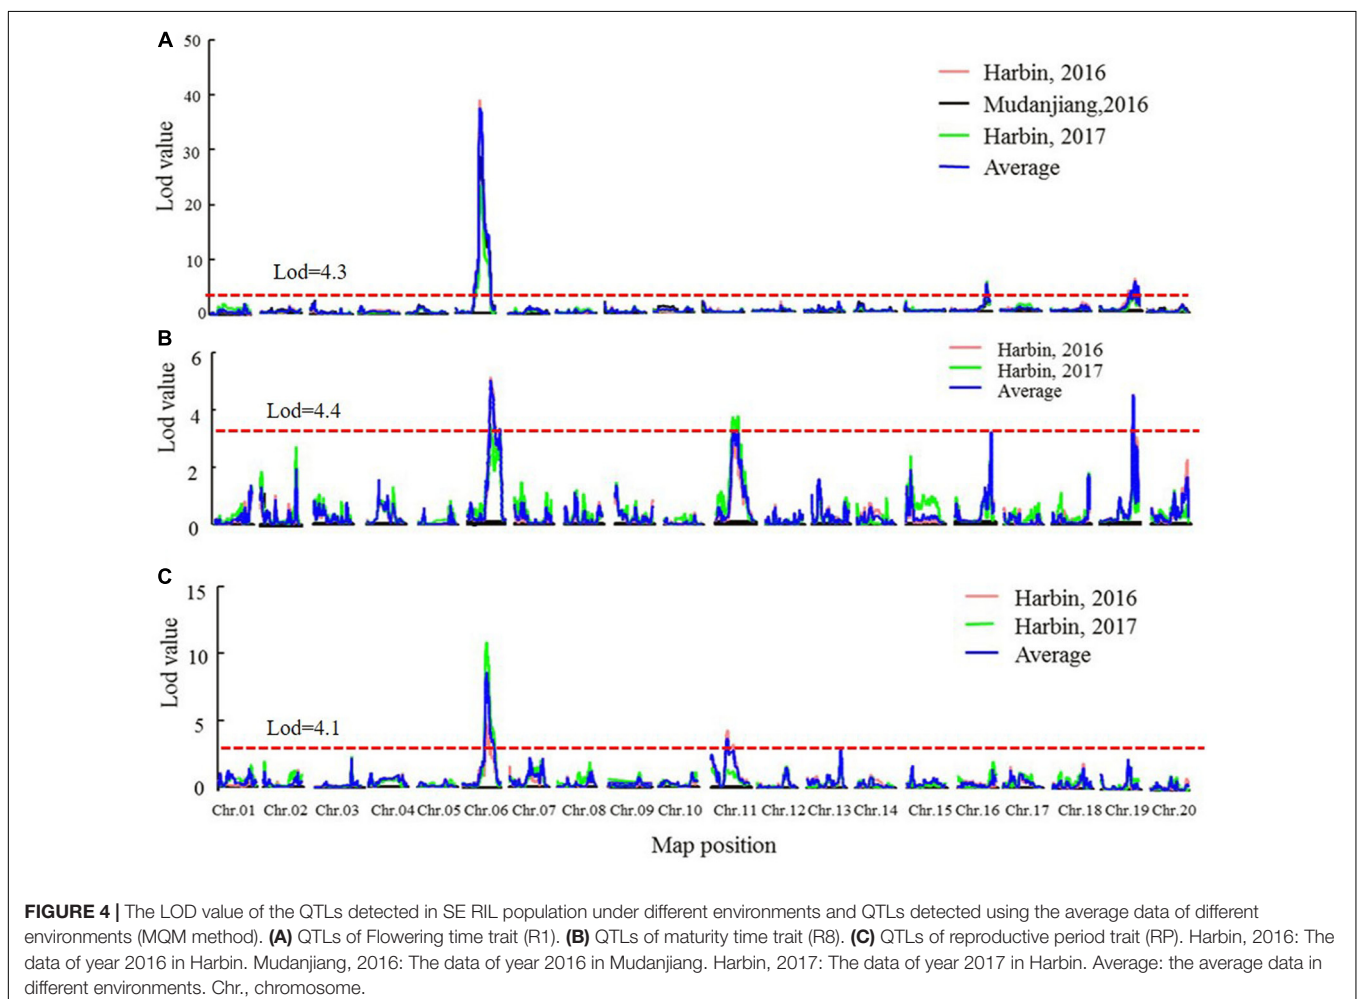 A
50
40
30
20
10
0
Lod value
Lod=4.3
Harbin, 2016
Mudanjiang,2016
Harbin, 2017
Average
B
6
4
2
0
Lod value
Lod=4.4
Harbin, 2016
Harbin, 2017
Average
C
15
10
5
0
Lod value
Lod=4.1
Harbin, 2016
Harbin, 2017
Average
Chr.01 Chr.02 Chr.03 Chr.04 Chr.05 Chr.06 Chr.07 Chr.08 Chr.09 Chr.10 Chr.11 Chr.12 Chr.13 Chr.14 Chr.15 Chr.16 Chr.17 Chr.18 Chr.19 Chr.20
Map position
FIGURE 4 | The LOD value of the QTLs detected in SE RIL population under different environments and QTLs detected using the average data of different
environments (MQM method). (A) QTLs of Flowering time trait (R1). (B) QTLs of maturity time trait (R8). (C) QTLs of reproductive period trait (RP). Harbin, 2016: The
data of year 2016 in Harbin. Mudanjiang, 2016: The data of year 2016 in Mudanjiang. Harbin, 2017: The data of year 2017 in Harbin. Average: the average data in
different environments. Chr., chromosome.